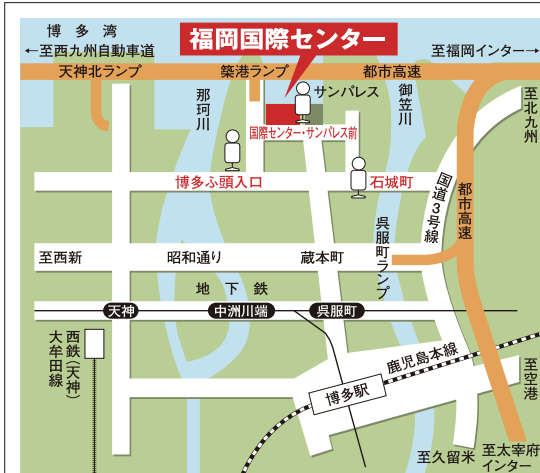 博多湾
←至西九州自動車道
福岡国際センター
至福岡インター→
天神北ランプ
築港ランプ
都市高速
那珂川
サンパレス
御笠川
至北九州
国際センター・サンパレス前
博多ふ頭入口
石城町
国道3号線
都市高速
呉服町ランプ
至西新
昭和通り
蔵本町
地下鉄
天神
中洲川端
呉服町
西鉄(天神)
大牟田線
鹿児島本線
博多駅
至空港
至久留米
至太宰府
インター